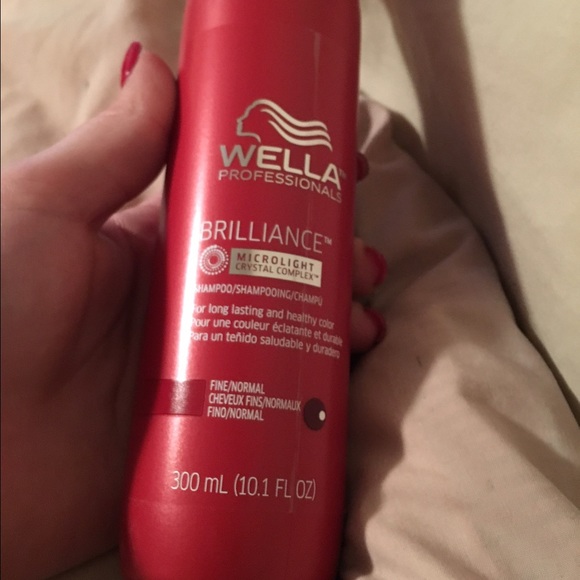 WELLA™
PROFESSIONALS
BRILLIANCE™
MICROLIGHT
CRYSTAL COMPLEX™
SHAMPOO/SHAMPOOING/CHAMPÚ
For long lasting and healthy color
Pour une couleur éclatante et durable
Para un teñido saludable y duradero
FINE/NORMAL
CHEVEUX FINS/NORMAUX
FINO/NORMAL
300 mL (10.1 FL OZ)